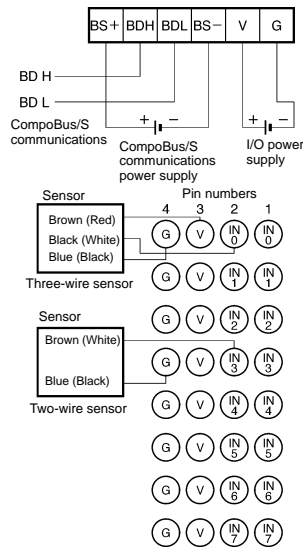 BS+ BDH BDL BS− V G
BD H
BD L
+ − + −
CompoBus/S
communications
CompoBus/S
communications
power supply
I/O power
supply
Sensor
Pin numbers
4 3 2 1
Brown (Red)
Black (White)
Blue (Black)
G V IN 0 IN 0
Three-wire sensor
G V IN 1 IN 1
Sensor
G V IN 2 IN 2
Brown (White)
G V IN 3 IN 3
Blue (Black)
Two-wire sensor
G V IN 4 IN 4
G V IN 5 IN 5
G V IN 6 IN 6
G V IN 7 IN 7